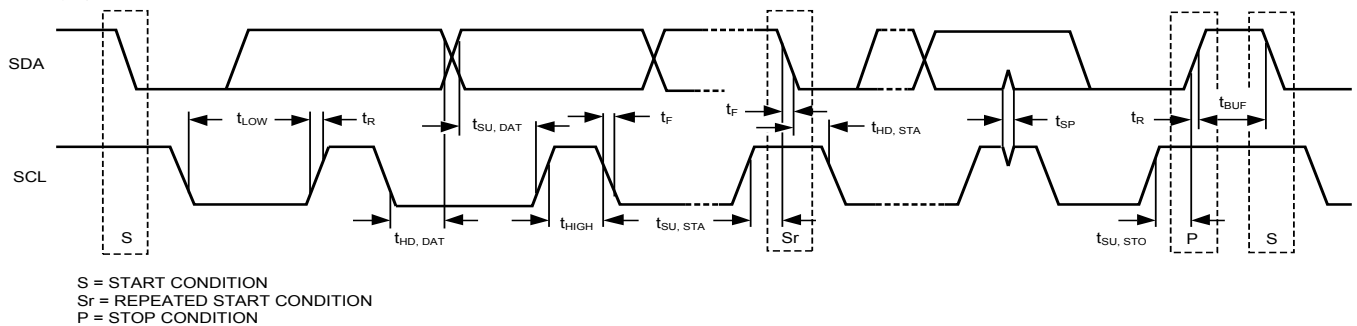 SDA
tLOW
tR
tSU, DAT
tF
tF
tHD, STA
tSP
tR
tBUF
SCL
S
tHD, DAT
tHIGH
tSU, STA
Sr
tSU, STO
P
S
S = START CONDITION
Sr = REPEATED START CONDITION
P = STOP CONDITION